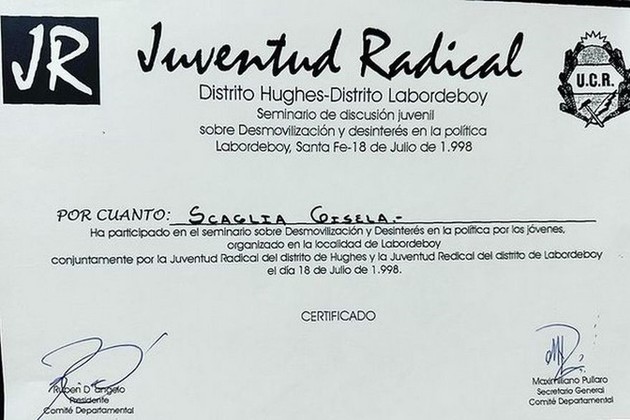 JR
Juventud Radical
U.C.R.
Distrito Hughes-Distrito Labordeboy
Seminario de discusión juvenil
sobre Desmovilización y desinterés en la política
Labordeboy, Santa Fe-18 de Julio de 1.998
POR CUANTO: SCAGLIA GISELA.-
Ha participado en el seminario sobre Desmovilización y Desinterés en la política por los jóvenes,
organizado en la localidad de Labordeboy
conjuntamente por la Juventud Radical del distrito de Hughes y la Juventud Redical del distrito de Labordeboy
el día 18 de Julio de 1.998.
CERTIFICADO
Ruben D´angelo
Presidente
Comité Departamental
Maximiliano Pullaro
Secretario General
Comité Departamental